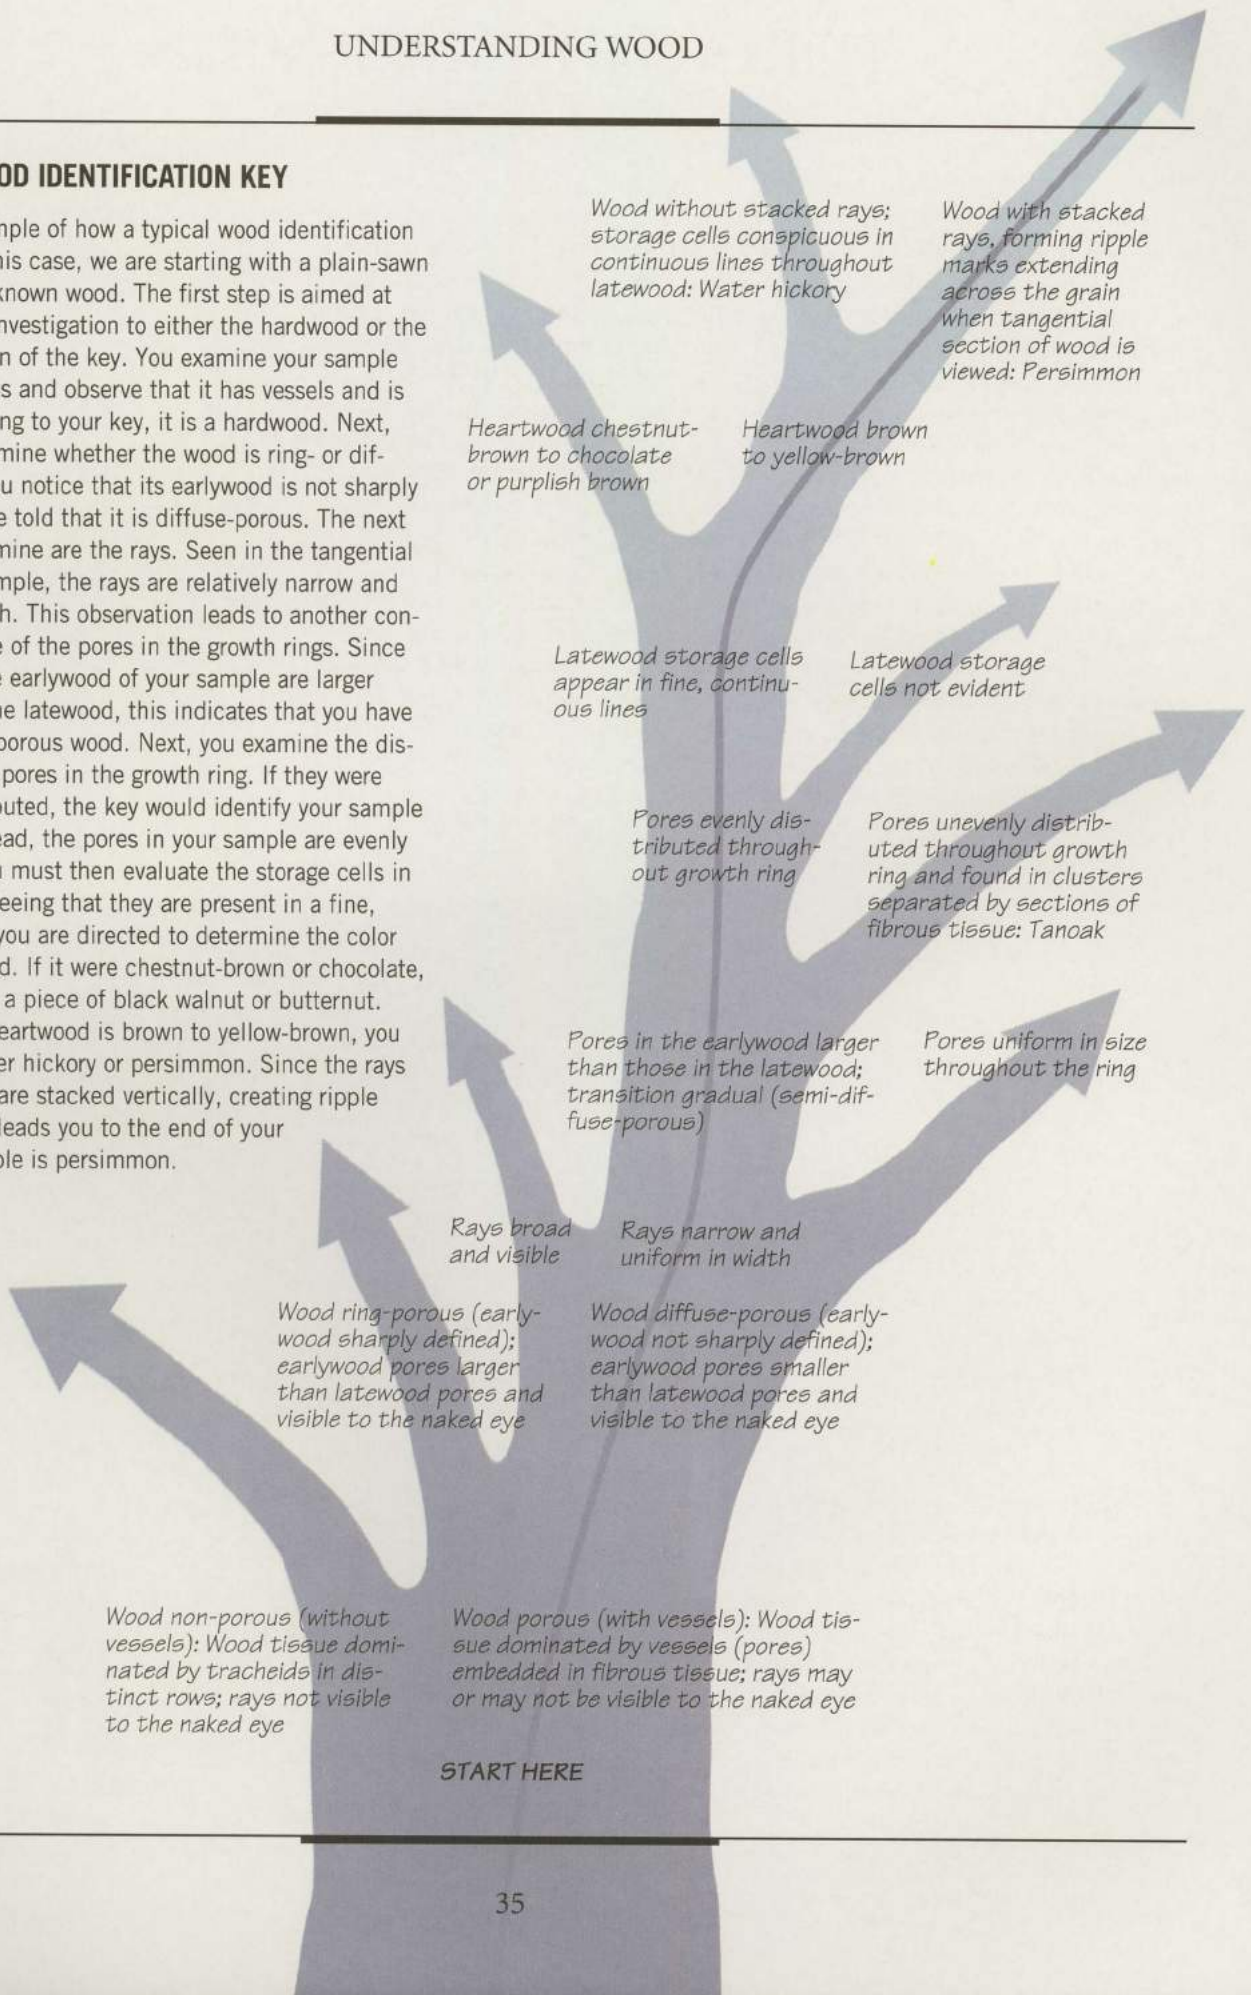 UNDERSTANDING WOOD
OD IDENTIFICATION KEY
nple of how a typical wood identification
is case, we are starting with a plain-sawn
known wood. The first step is aimed at
nvestigation to either the hardwood or the
n of the key. You examine your sample
s and observe that it has vessels and is
ng to your key, it is a hardwood. Next,
mine whether the wood is ring- or dif-
u notice that its earlywood is not sharply
e told that it is diffuse-porous. The next
mine are the rays. Seen in the tangential
mple, the rays are relatively narrow and
h. This observation leads to another con-
e of the pores in the growth rings. Since
e earlywood of your sample are larger
ne latewood, this indicates that you have
porous wood. Next, you examine the dis-
pores in the growth ring. If they were
outed, the key would identify your sample
ead, the pores in your sample are evenly
u must then evaluate the storage cells in
eeing that they are present in a fine,
you are directed to determine the color
d. If it were chestnut-brown or chocolate,
a piece of black walnut or butternut.
eartwood is brown to yellow-brown, you
er hickory or persimmon. Since the rays
are stacked vertically, creating ripple
leads you to the end of your
ple is persimmon.
Wood without stacked rays;
storage cells conspicuous in
continuous lines throughout
latewood: Water hickory
Wood with stacked
rays, forming ripple
marks extending
across the grain
when tangential
section of wood is
viewed: Persimmon
Heartwood chestnut-
brown to chocolate
or purplish brown
Heartwood brown
to yellow-brown
Latewood storage cells
appear in fine, continu-
ous lines
Latewood storage
cells not evident
Pores evenly dis-
tributed through-
out growth ring
Pores unevenly distrib-
uted throughout growth
ring and found in clusters
separated by sections of
fibrous tissue: Tanoak
Pores in the earlywood larger
than those in the latewood;
transition gradual (semi-dif-
fuse-porous)
Pores uniform in size
throughout the ring
Rays broad
and visible
Rays narrow and
uniform in width
Wood ring-porous (early-
wood sharply defined);
earlywood pores larger
than latewood pores and
visible to the naked eye
Wood diffuse-porous (early-
wood not sharply defined);
earlywood pores smaller
than latewood pores and
visible to the naked eye
Wood non-porous (without
vessels): Wood tissue domi-
nated by tracheids in dis-
tinct rows; rays not visible
to the naked eye
Wood porous (with vessels): Wood tis-
sue dominated by vessels (pores)
embedded in fibrous tissue; rays may
or may not be visible to the naked eye
START HERE
35